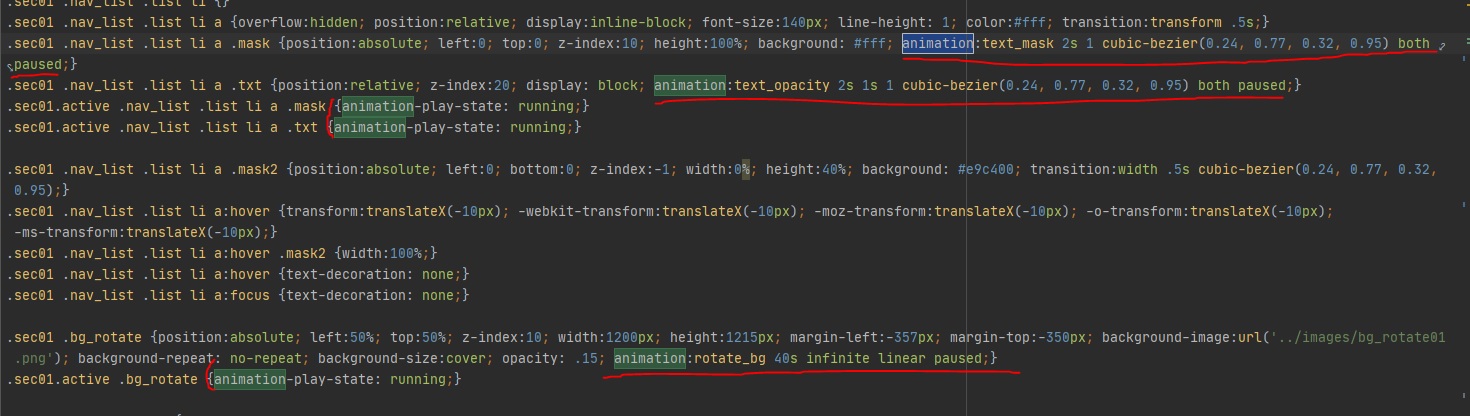 .sec01 .nav_list .list li {}
.sec01 .nav_list .list li a {overflow:hidden; position:relative; display:inline-block; font-size:140px; line-height: 1; color:#fff; transition:transform .5s;}
.sec01 .nav_list .list li a .mask {position:absolute; left:0; top:0; z-index:10; height:100%; background: #fff; animation:text_mask 2s 1 cubic-bezier(0.24, 0.77, 0.32, 0.95) both
paused;}
.sec01 .nav_list .list li a .txt {position:relative; z-index:20; display: block; animation:text_opacity 2s 1s 1 cubic-bezier(0.24, 0.77, 0.32, 0.95) both paused;}
.sec01.active .nav_list .list li a .mask {animation-play-state: running;}
.sec01.active .nav_list .list li a .txt {animation-play-state: running;}
.sec01 .nav_list .list li a .mask2 {position:absolute; left:0; bottom:0; z-index:-1; width:0%; height:40%; background: #e9c400; transition:width .5s cubic-bezier(0.24, 0.77, 0.32,
0.95);}
.sec01 .nav_list .list li a:hover {transform:translateX(-10px); -webkit-transform:translateX(-10px); -moz-transform:translateX(-10px); -o-transform:translateX(-10px);
-ms-transform:translateX(-10px);}
.sec01 .nav_list .list li a:hover .mask2 {width:100%;}
.sec01 .nav_list .list li a:hover {text-decoration: none;}
.sec01 .nav_list .list li a:focus {text-decoration: none;}
.sec01 .bg_rotate {position:absolute; left:50%; top:50%; z-index:10; width:1200px; height:1215px; margin-left:-357px; margin-top:-350px; background-image:url('../images/bg_rotate01
.png'); background-repeat: no-repeat; background-size:cover; opacity: .15; animation:rotate_bg 40s infinite linear paused;}
.sec01.active .bg_rotate {animation-play-state: running;}